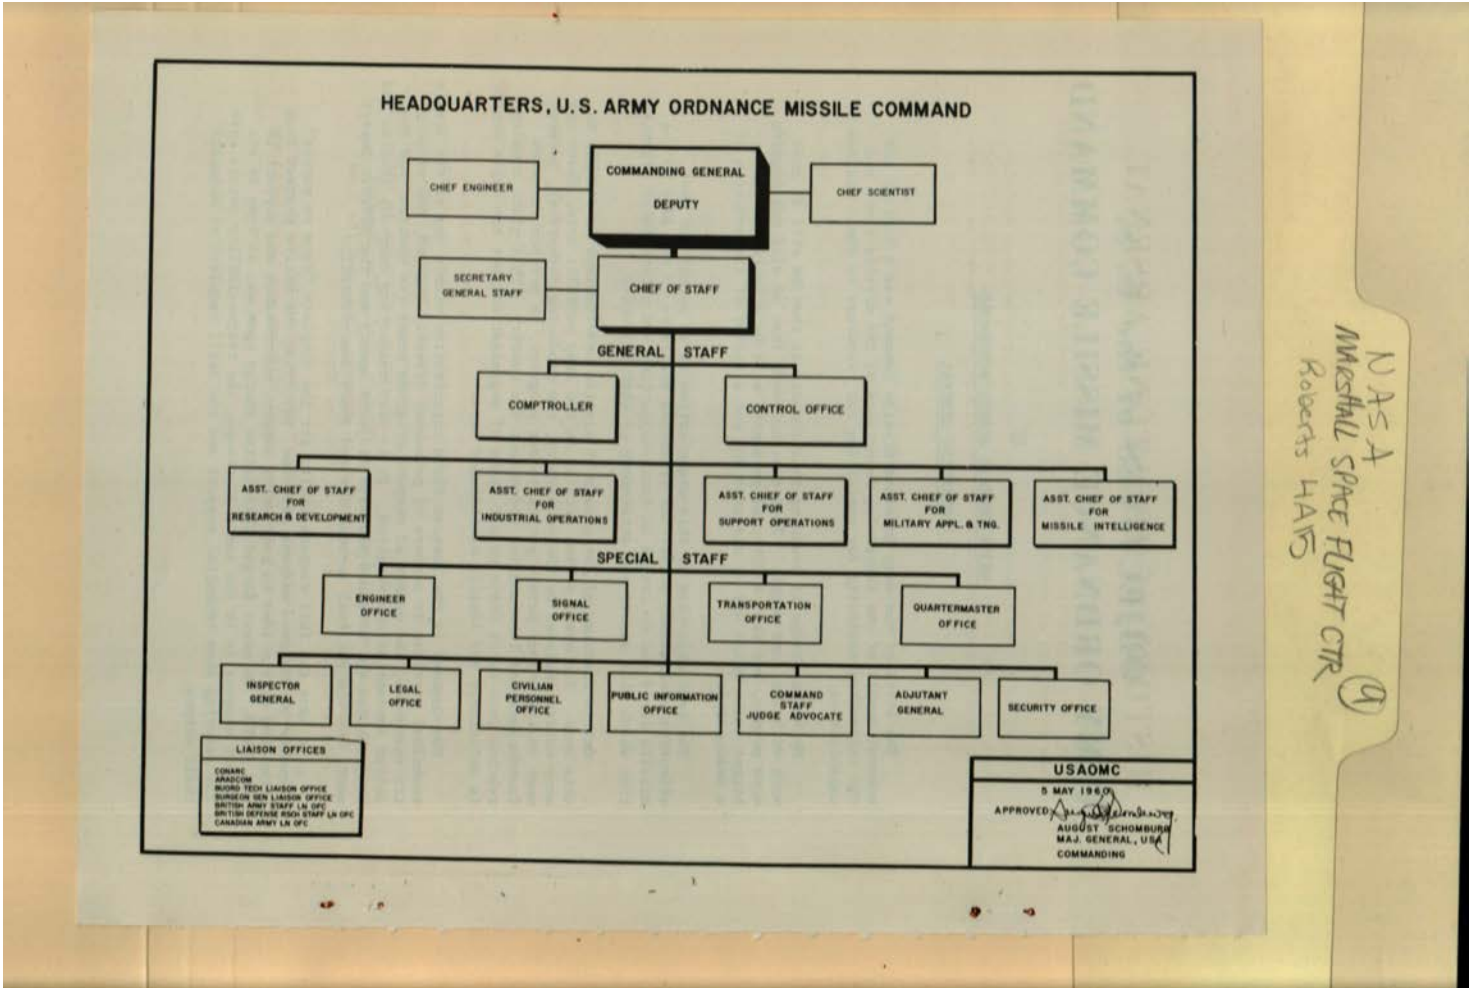 HEADQUARTERS, U.S. ARMY ORDNANCE MISSILE COMMAND
CHIEF ENGINEER
COMMANDING GENERAL
DEPUTY
CHIEF SCIENTIST
SECRETARY
GENERAL STAFF
CHIEF OF STAFF
GENERAL STAFF
COMPTROLLER
CONTROL OFFICE
ASST. CHIEF OF STAFF
FOR
RESEARCH & DEVELOPMENT
ASST. CHIEF OF STAFF
FOR
INDUSTRIAL OPERATIONS
ASST. CHIEF OF STAFF
FOR
SUPPORT OPERATIONS
ASST. CHIEF OF STAFF
FOR
MILITARY APPL. & TNG.
ASST. CHIEF OF STAFF
FOR
MISSILE INTELLIGENCE
SPECIAL STAFF
ENGINEER
OFFICE
SIGNAL
OFFICE
TRANSPORTATION
OFFICE
QUARTERMASTER
OFFICE
INSPECTOR
GENERAL
LEGAL
OFFICE
CIVILIAN
PERSONNEL
OFFICE
PUBLIC INFORMATION
OFFICE
COMMAND
STAFF
JUDGE ADVOCATE
ADJUTANT
GENERAL
SECURITY OFFICE
LIAISON OFFICES
CONARC
ARADCOM
BUORD TECH LIAISON OFFICE
SURGEON GEN LIAISON OFFICE
BRITISH ARMY STAFF LN OFC
BRITISH DEFENSE RSCH STAFF LN OFC
CANADIAN ARMY LN OFC
USAOMC
5 MAY 1960
APPROVED
AUGUST SCHOMBURG
MAJ. GENERAL, USA
COMMANDING
NASA
MARSHALL SPACE FLIGHT CTR
Roberts